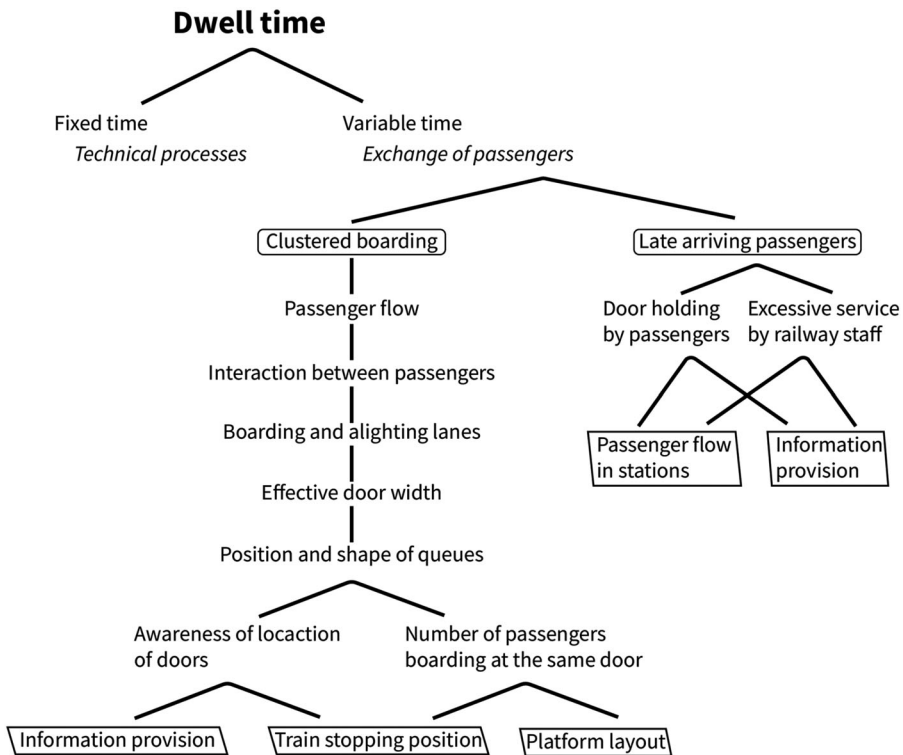 Dwell time
Fixed time
Technical processes
Variable time
Exchange of passengers
Clustered boarding
Late arriving passengers
Passenger flow
Door holding
by passengers
Excessive service
by railway staff
Interaction between passengers
Boarding and alighting lanes
Passenger flow
in stations
Information
provision
Effective door width
Position and shape of queues
Awareness of locaction
of doors
Number of passengers
boarding at the same door
Information provision
Train stopping position
Platform layout